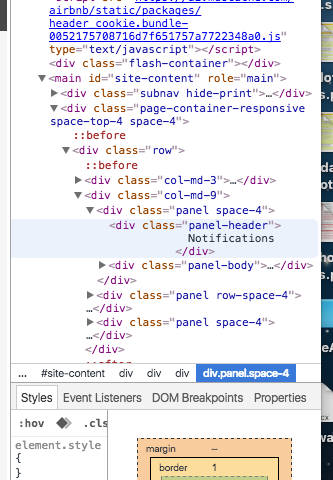 airbnb/static/packages/
header_cookie.bundle-
0052175708716d7f651757a7722348a0.js"
type="text/javascript"></script>
<div class="flash-container"></div>
▼<main id="site-content" role="main">
▶<div class="subnav hide-print">…</div>
▼<div class="page-container-responsive
space-top-4 space-4">
::before
▼<div class="row">
::before
▶<div class="col-md-3">…</div>
▼<div class="col-md-9">
▼<div class="panel space-4">
<div class="panel-header">
Notifications
</div>
▶<div class="panel-body">…</div>
</div>
▶<div class="panel row-space-4">
…</div>
▶<div class="panel space-4">
…</div>
</div>
... #site-content div div div div.panel.space-4
Styles Event Listeners DOM Breakpoints Properties
:hov .cls
element.style
{
}
margin –
border 1